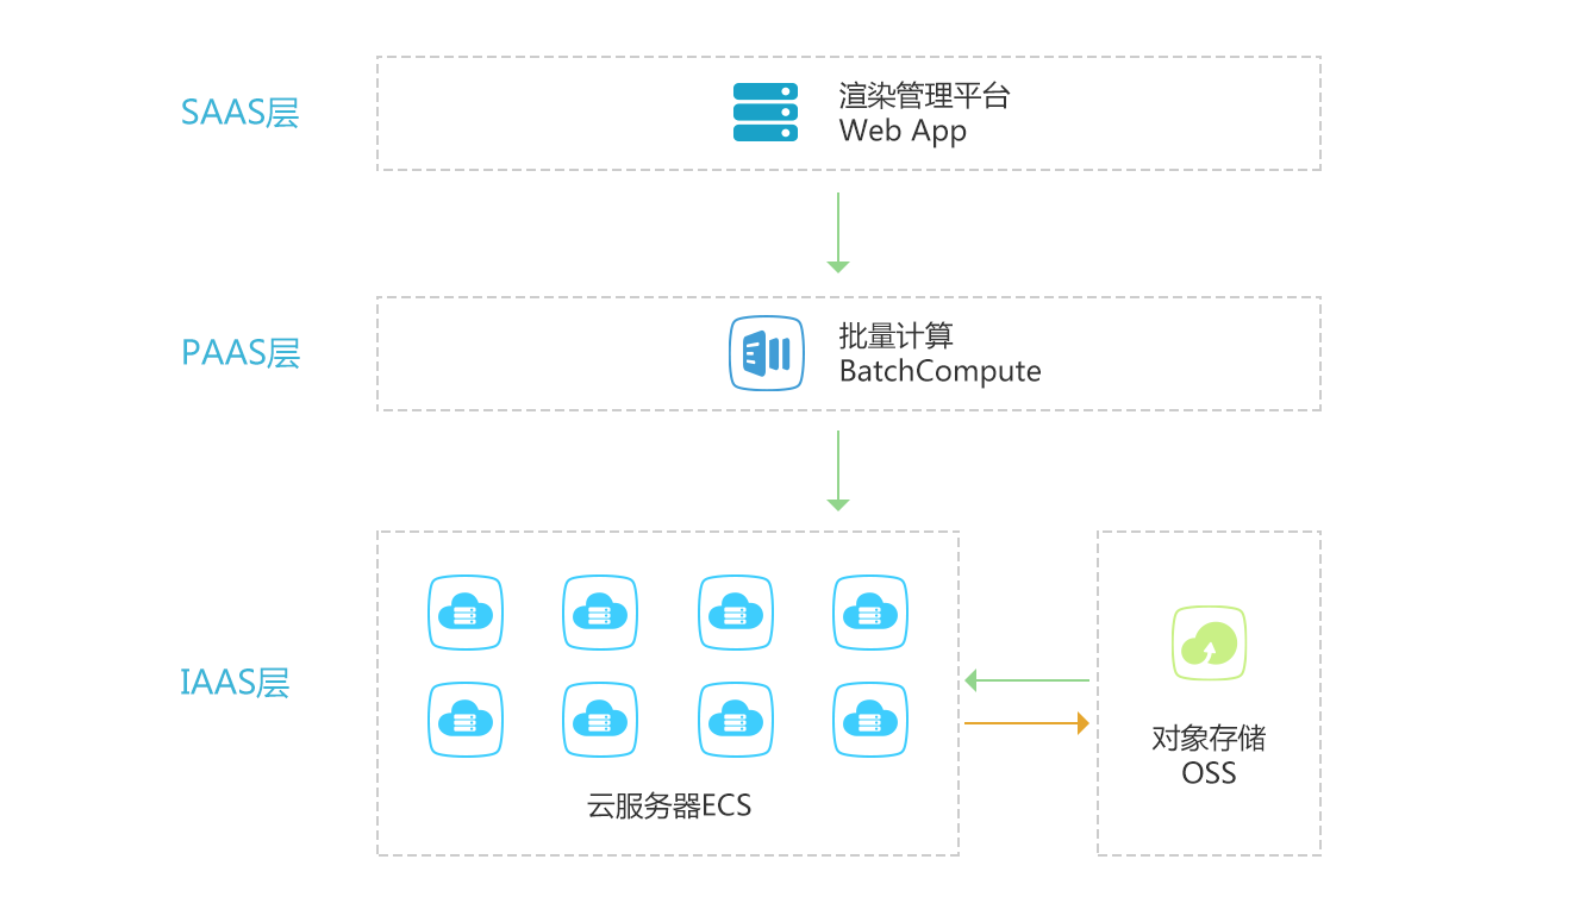 SAAS层
渲染管理平台
Web App
PAAS层
批量计算
BatchCompute
IAAS层
云服务器ECS
对象存储
OSS